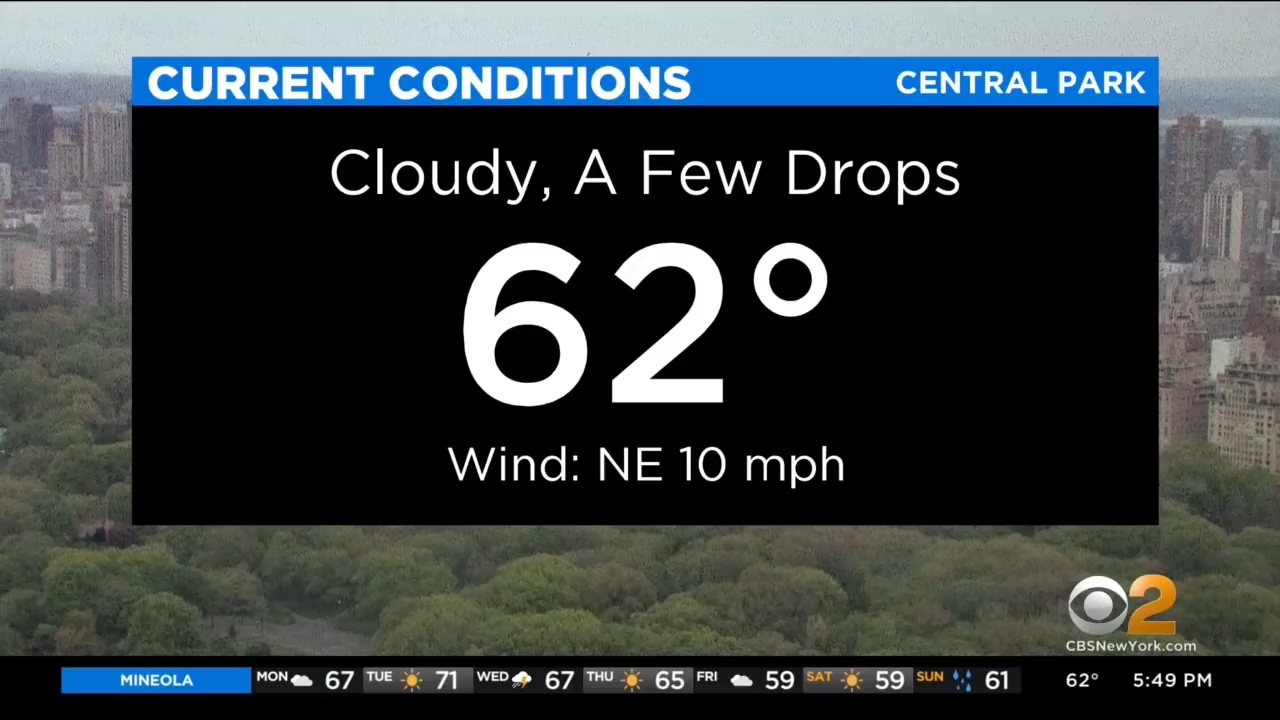 CURRENT CONDITIONS CENTRAL PARK
Cloudy, A Few Drops
62°
Wind: NE 10 mph
2
CBSNewYork.com
MINEOLA MON 67 TUE 71 WED 67 THU 65 FRI 59 SAT 59 SUN 61 62° 5:49 PM